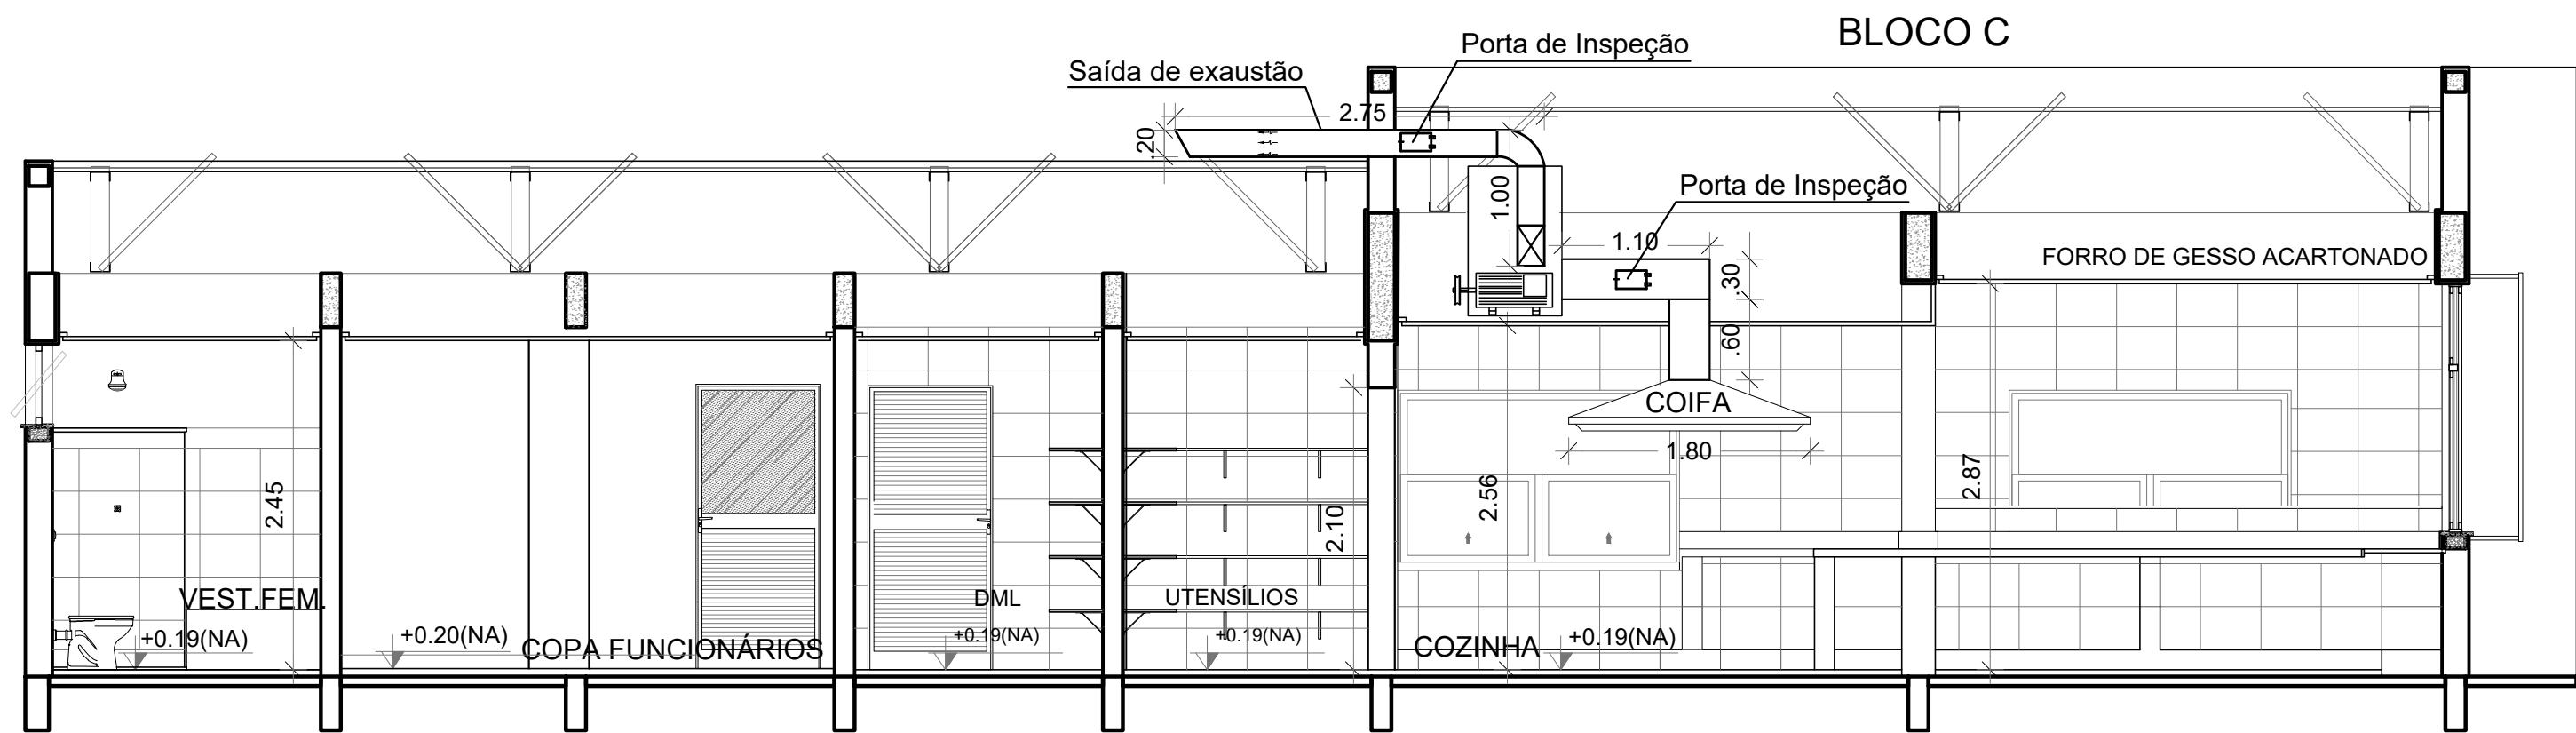 BLOCO C
Porta de Inspeção
Saída de exaustão
2.75
.20
1.00
Porta de Inspeção
1.10
.30
FORRO DE GESSO ACARTONADO
.60
COIFA
1.80
2.45
2.10
2.56
2.87
VEST.FEM.
DML
UTENSÍLIOS
+0.19(NA)
+0.20(NA)
COPA FUNCIONÁRIOS
+0.19(NA)
+0.19(NA)
COZINHA
+0.19(NA)